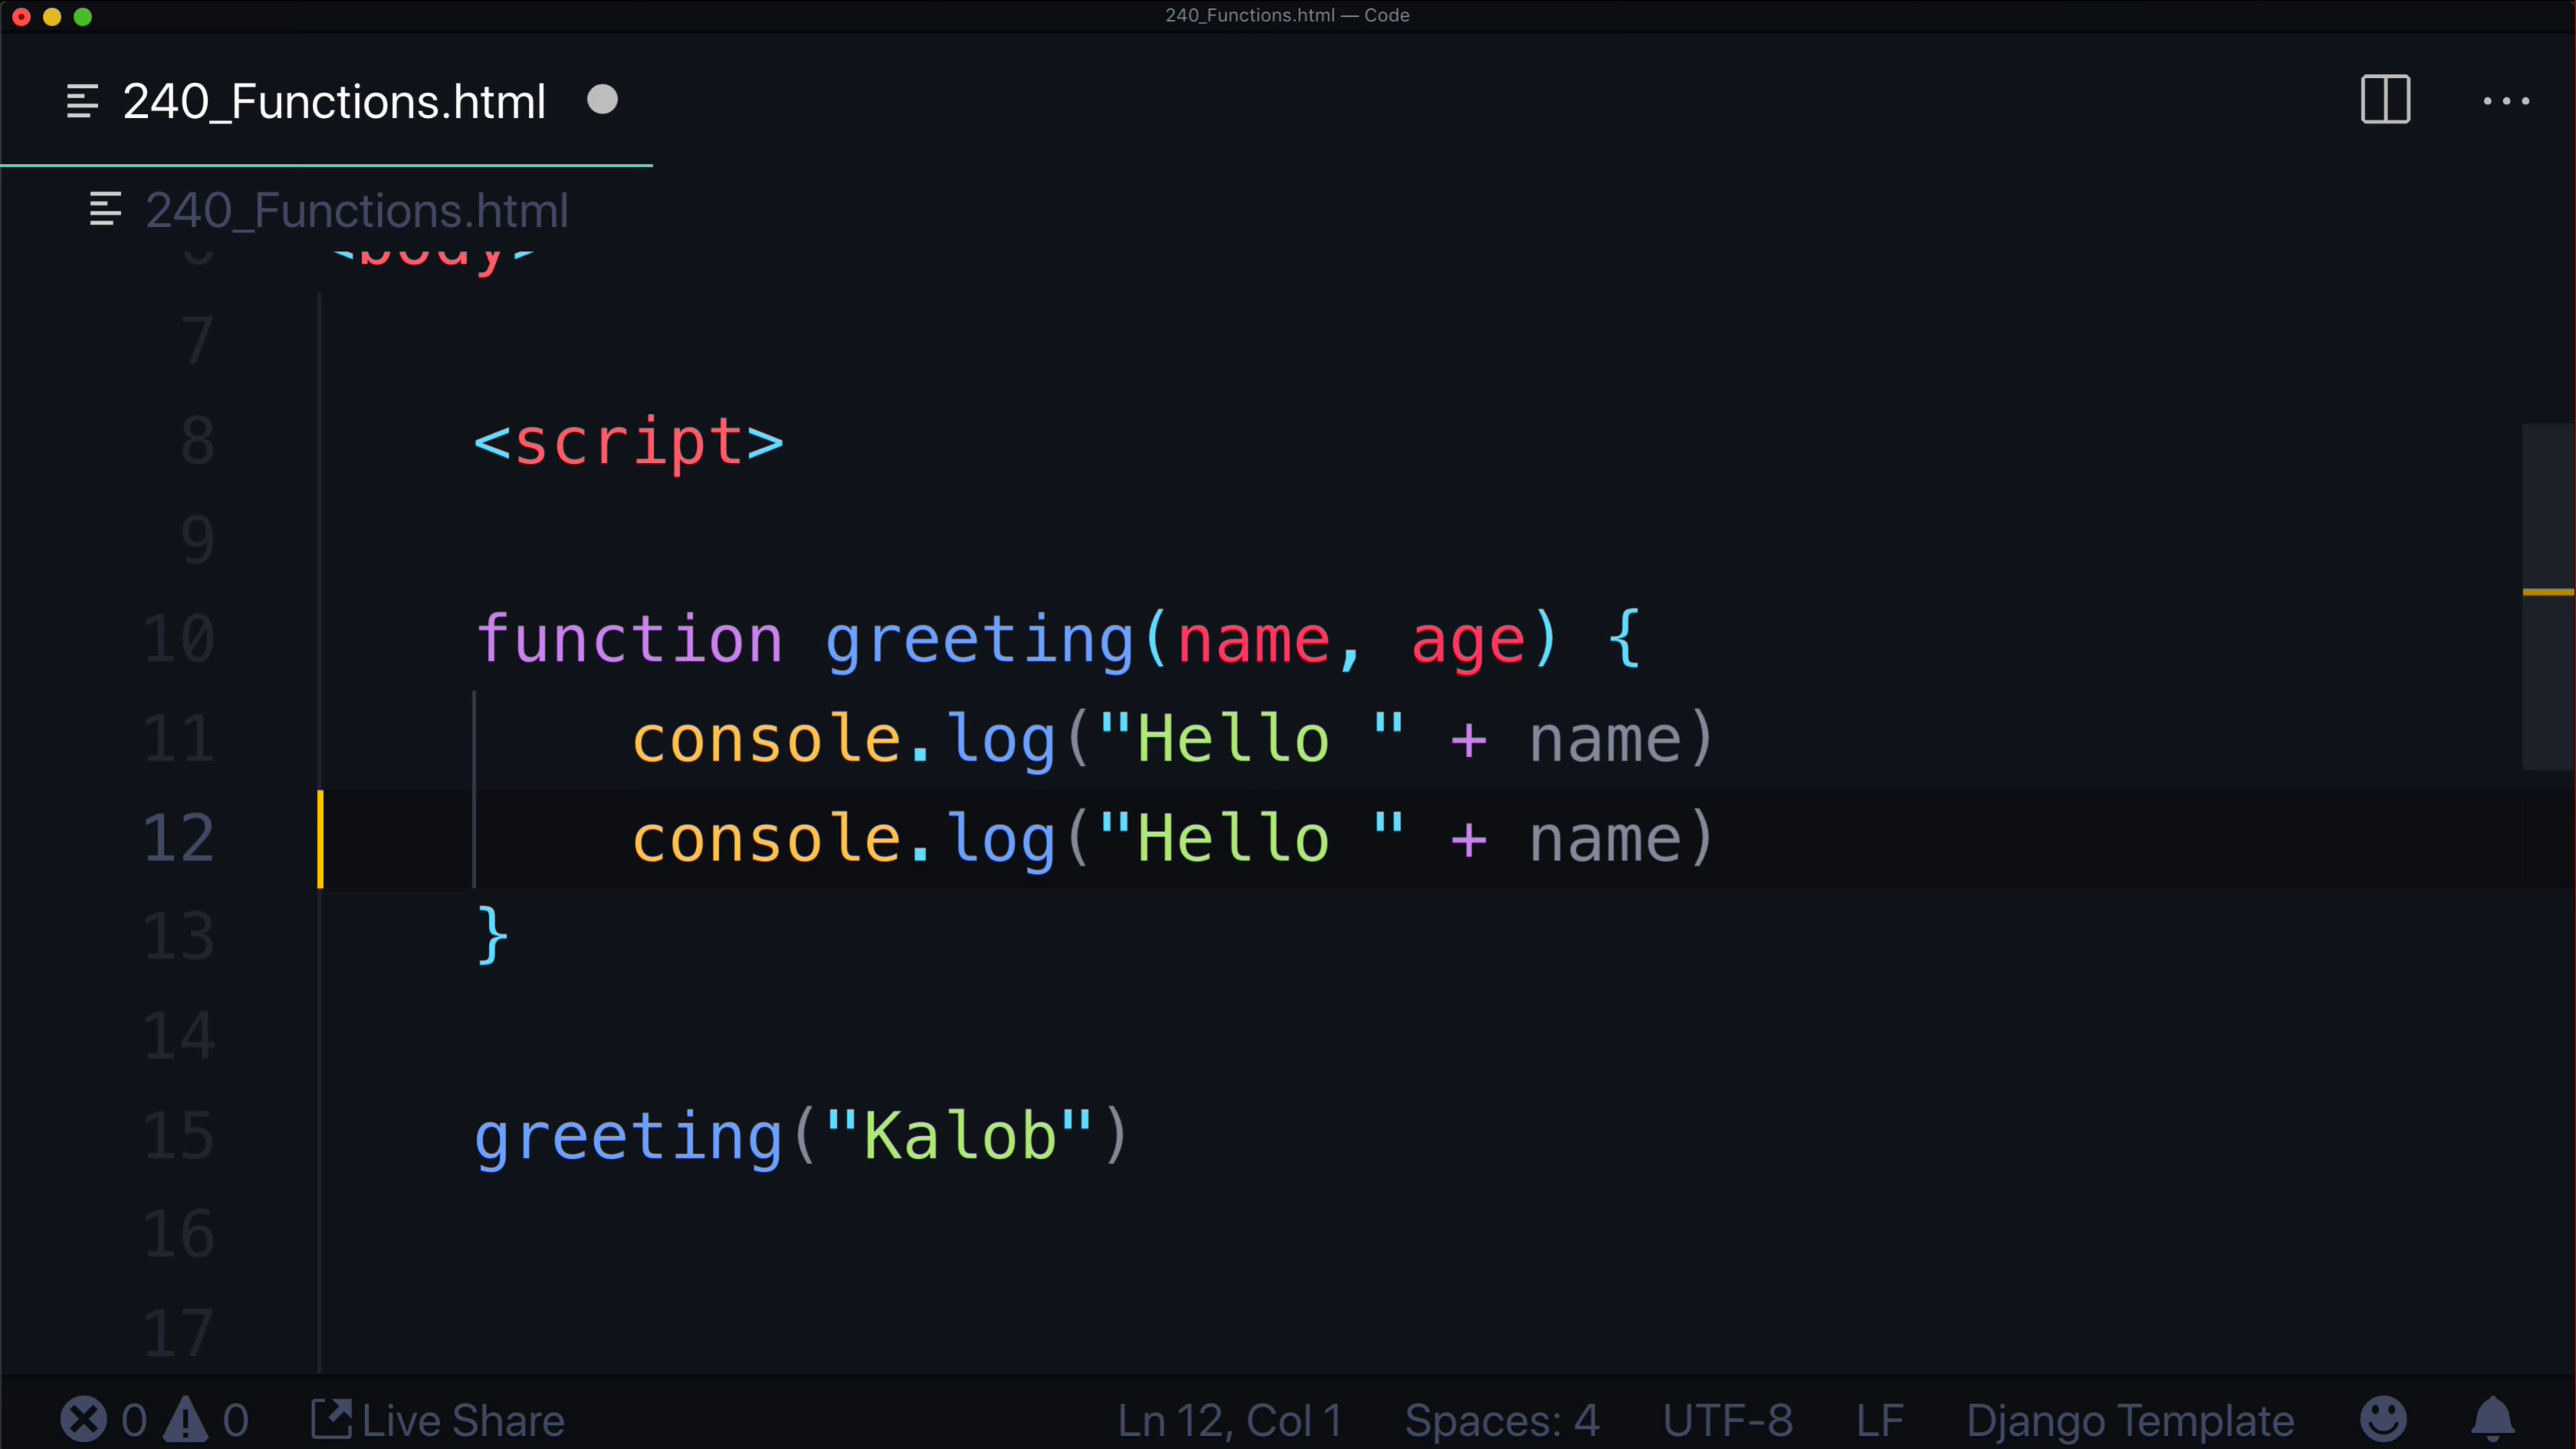 240_Functions.html — Code
240_Functions.html
240_Functions.html
<body>
7
8 <script>
9
10 function greeting(name, age) {
11 console.log("Hello " + name)
12 console.log("Hello " + name)
13 }
14
15 greeting("Kalob")
16
17
0 0 Live Share Ln 12, Col 1 Spaces: 4 UTF-8 LF Django Template